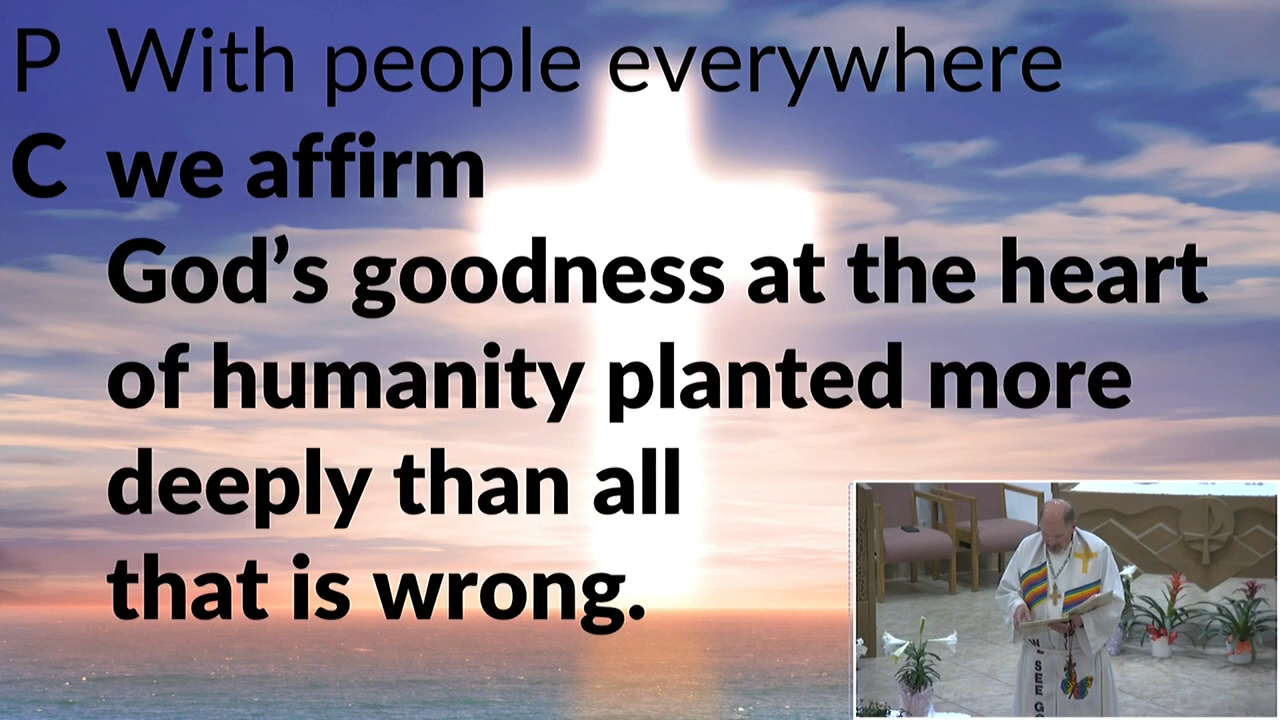 P With people everywhere
C we affirm
God’s goodness at the heart
of humanity planted more
deeply than all
that is wrong.
SEE